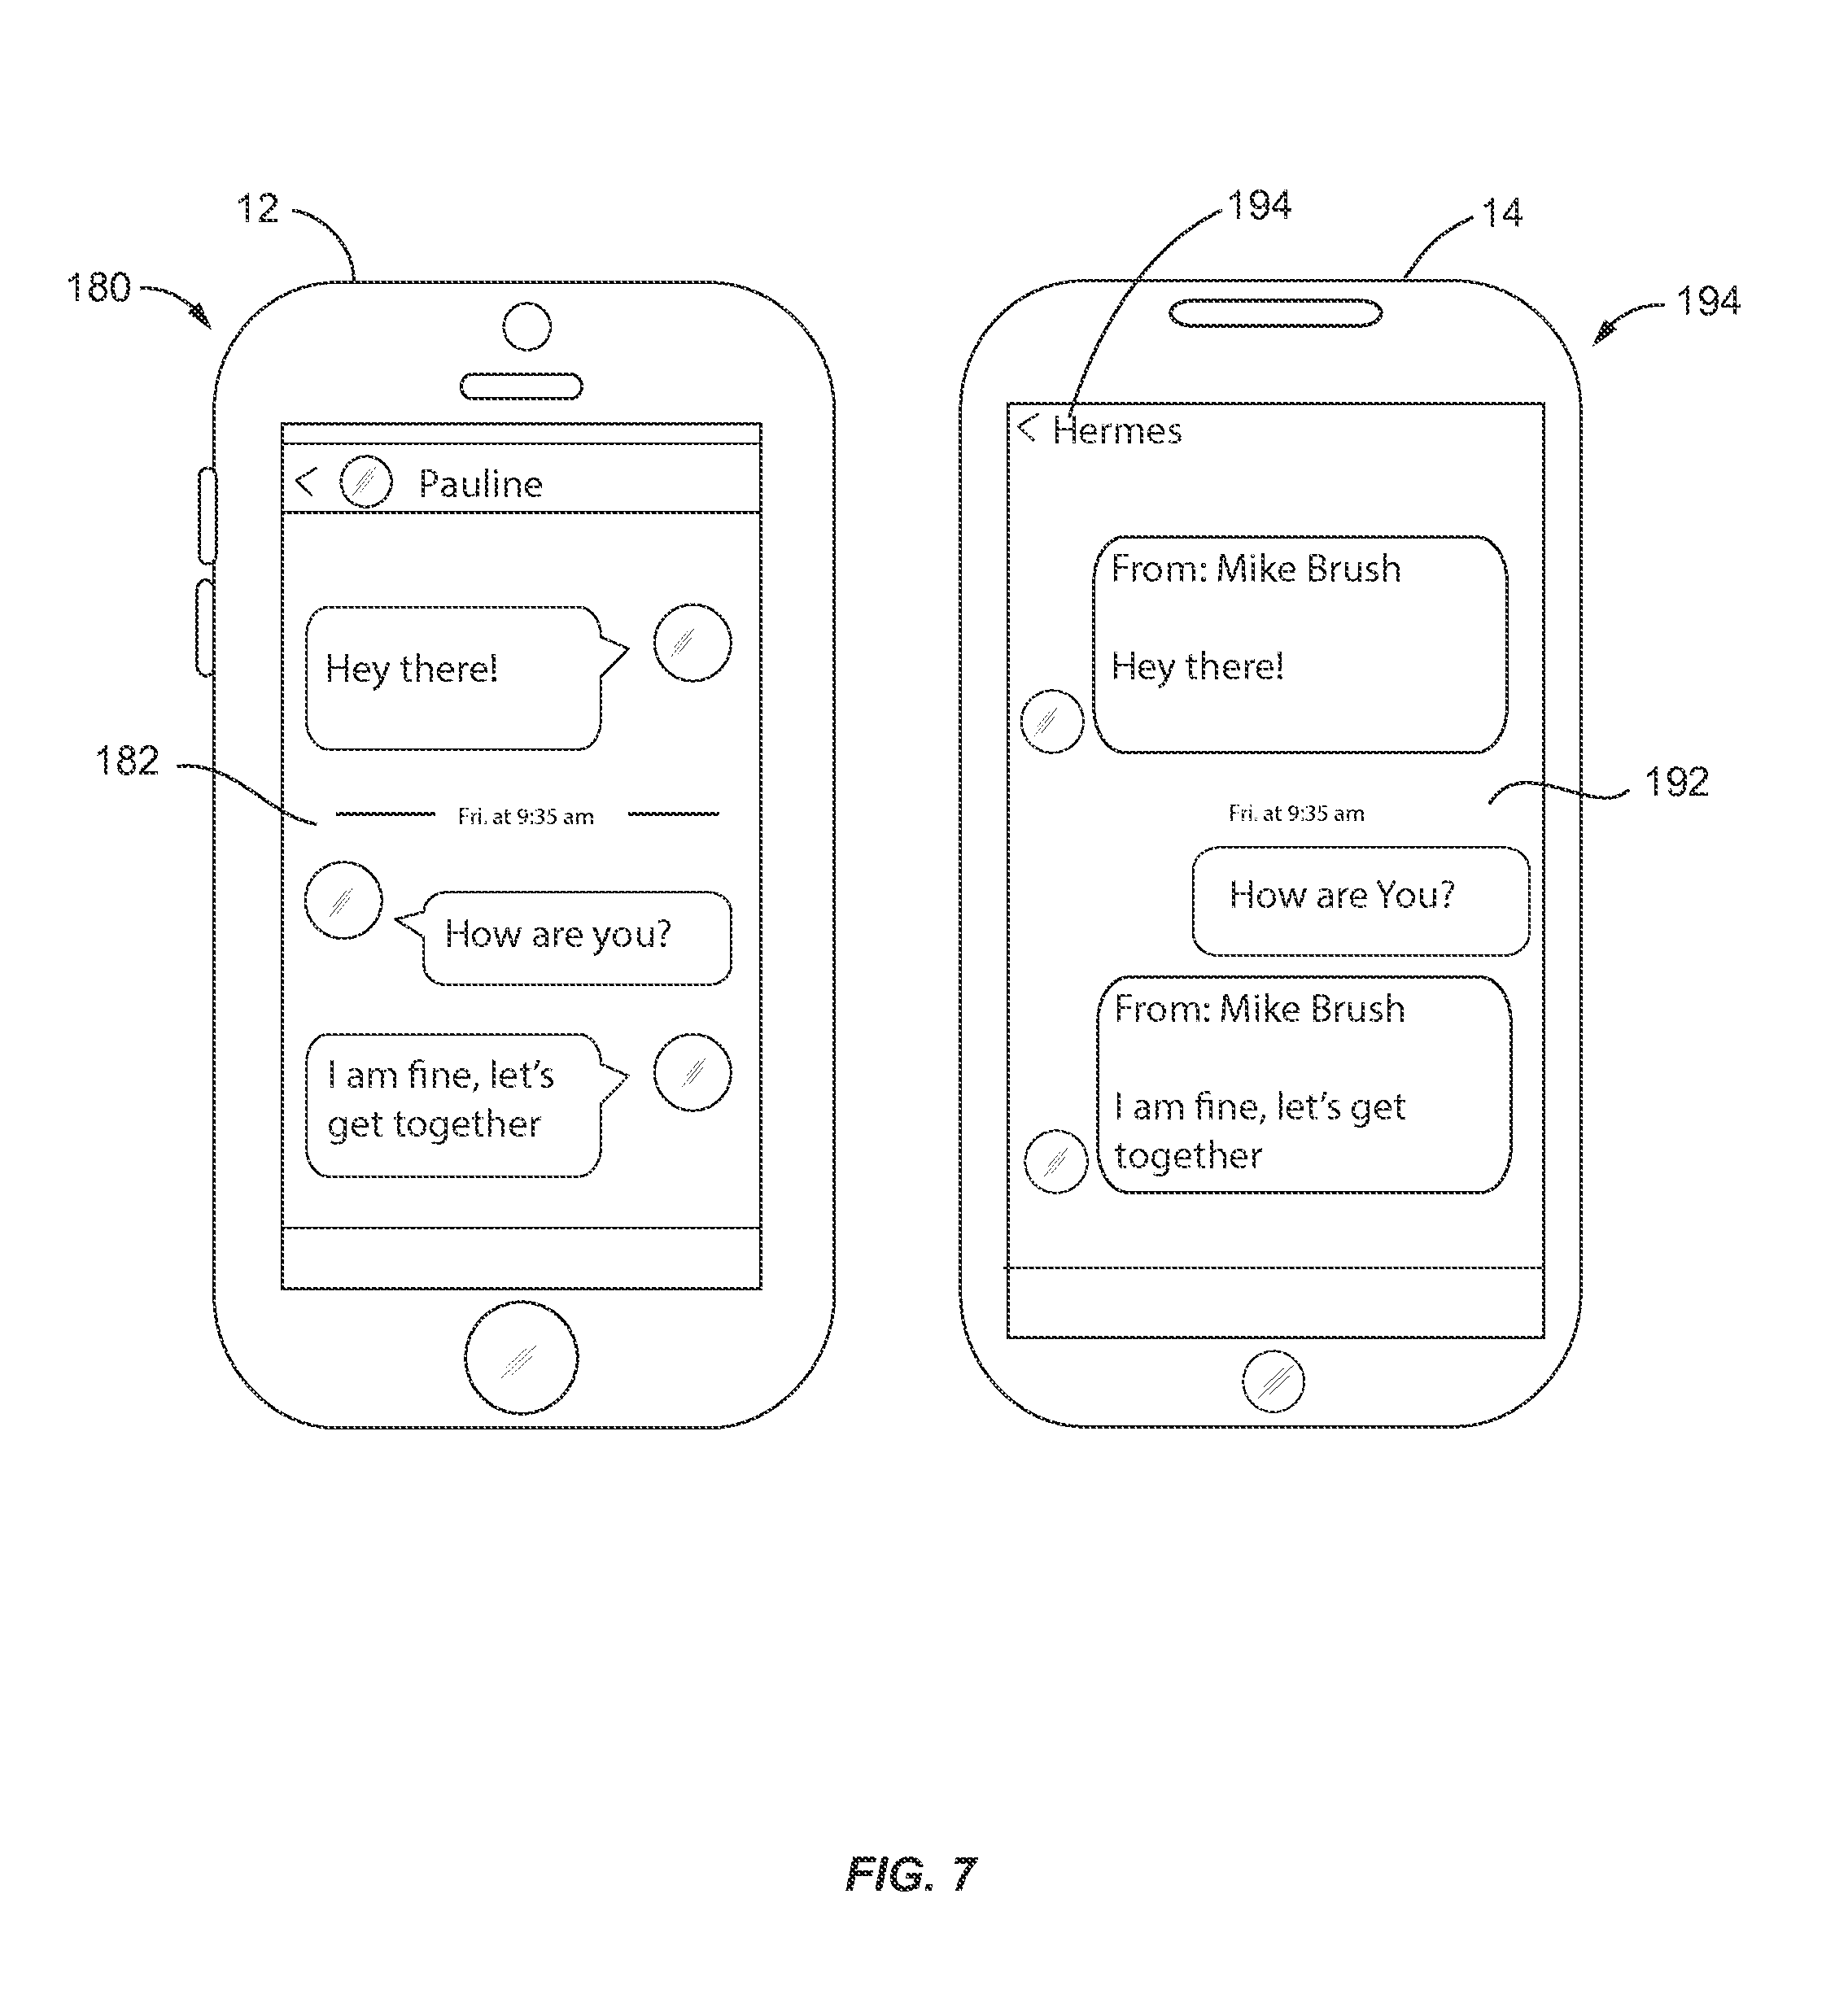 12
180
182
Pauline
Hey there!
Fri. at 9:35 am
How are you?
I am fine, let's
get together
194
14
194
192
Hermes
From: Mike Brush
Hey there!
Fri. at 9:35 am
How are You?
From: Mike Brush
I am fine, let's get
together
FIG. 7